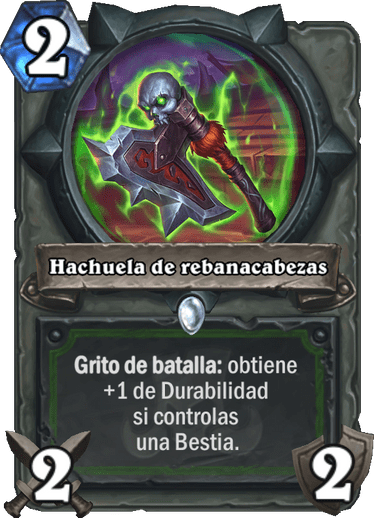 2
Hachuela de rebanacabezas
Grito de batalla: obtiene
+1 de Durabilidad
si controlas
una Bestia.
2 2